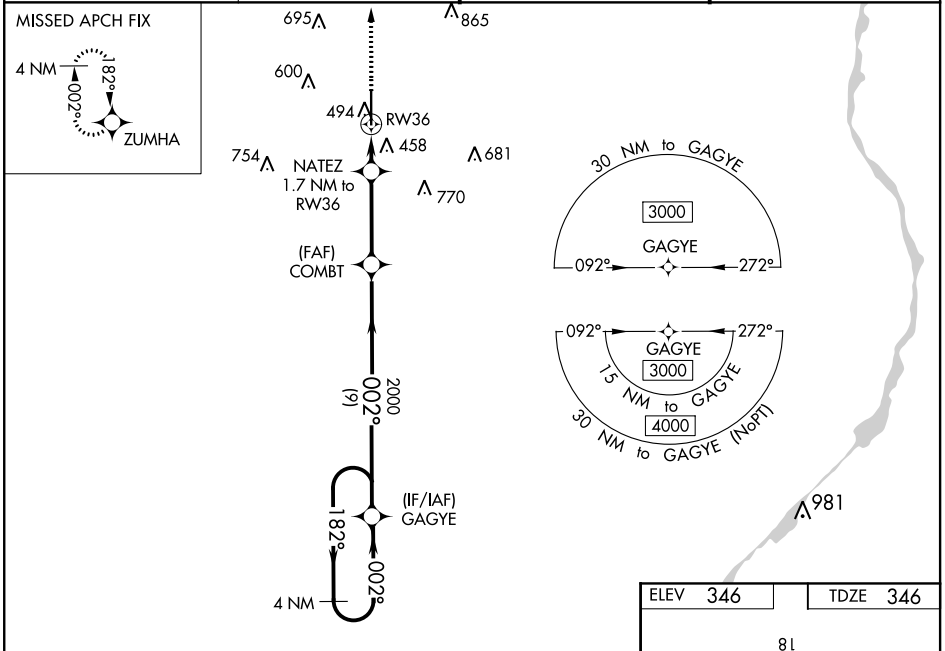 MISSED APCH FIX
4 NM
182°
002°
ZUMHA
695
865
600
494
RW36
458
754
681
NATEZ
1.7 NM to
RW36
770
(FAF)
COMBT
2000
002°
(9)
(IF/IAF)
GAGYE
182°
002°
4 NM
30 NM to GAGYE
3000
GAGYE
092°
272°
092°
272°
GAGYE
3000
15 NM to GAGYE
4000
30 NM to GAGYE (NoPT)
981
ELEV 346
TDZE 346
18